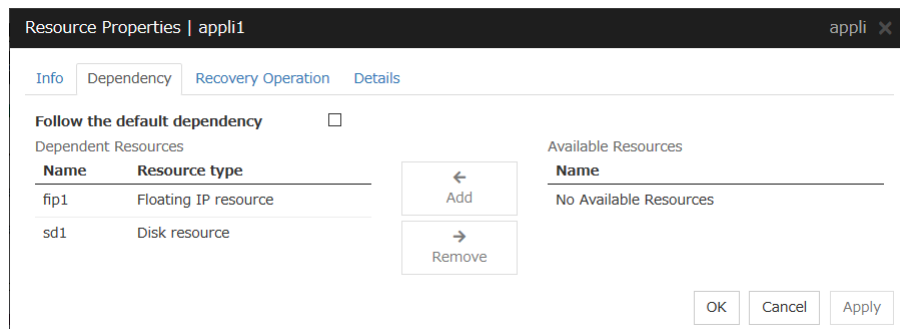 Resource Properties | appli1 appli ×
Info Dependency Recovery Operation Details
Follow the default dependency
Dependent Resources Available Resources
Name Resource type Name
fip1 Floating IP resource No Available Resources
sd1 Disk resource
← Add
→ Remove
OK Cancel Apply